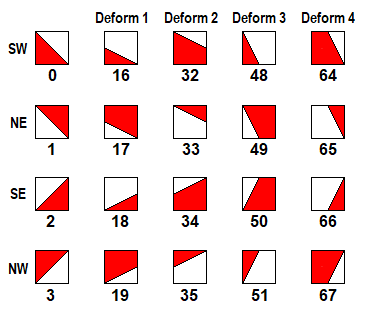 Deform 1 Deform 2 Deform 3 Deform 4
SW
0 16 32 48 64
NE
1 17 33 49 65
SE
2 18 34 50 66
NW
3 19 35 51 67